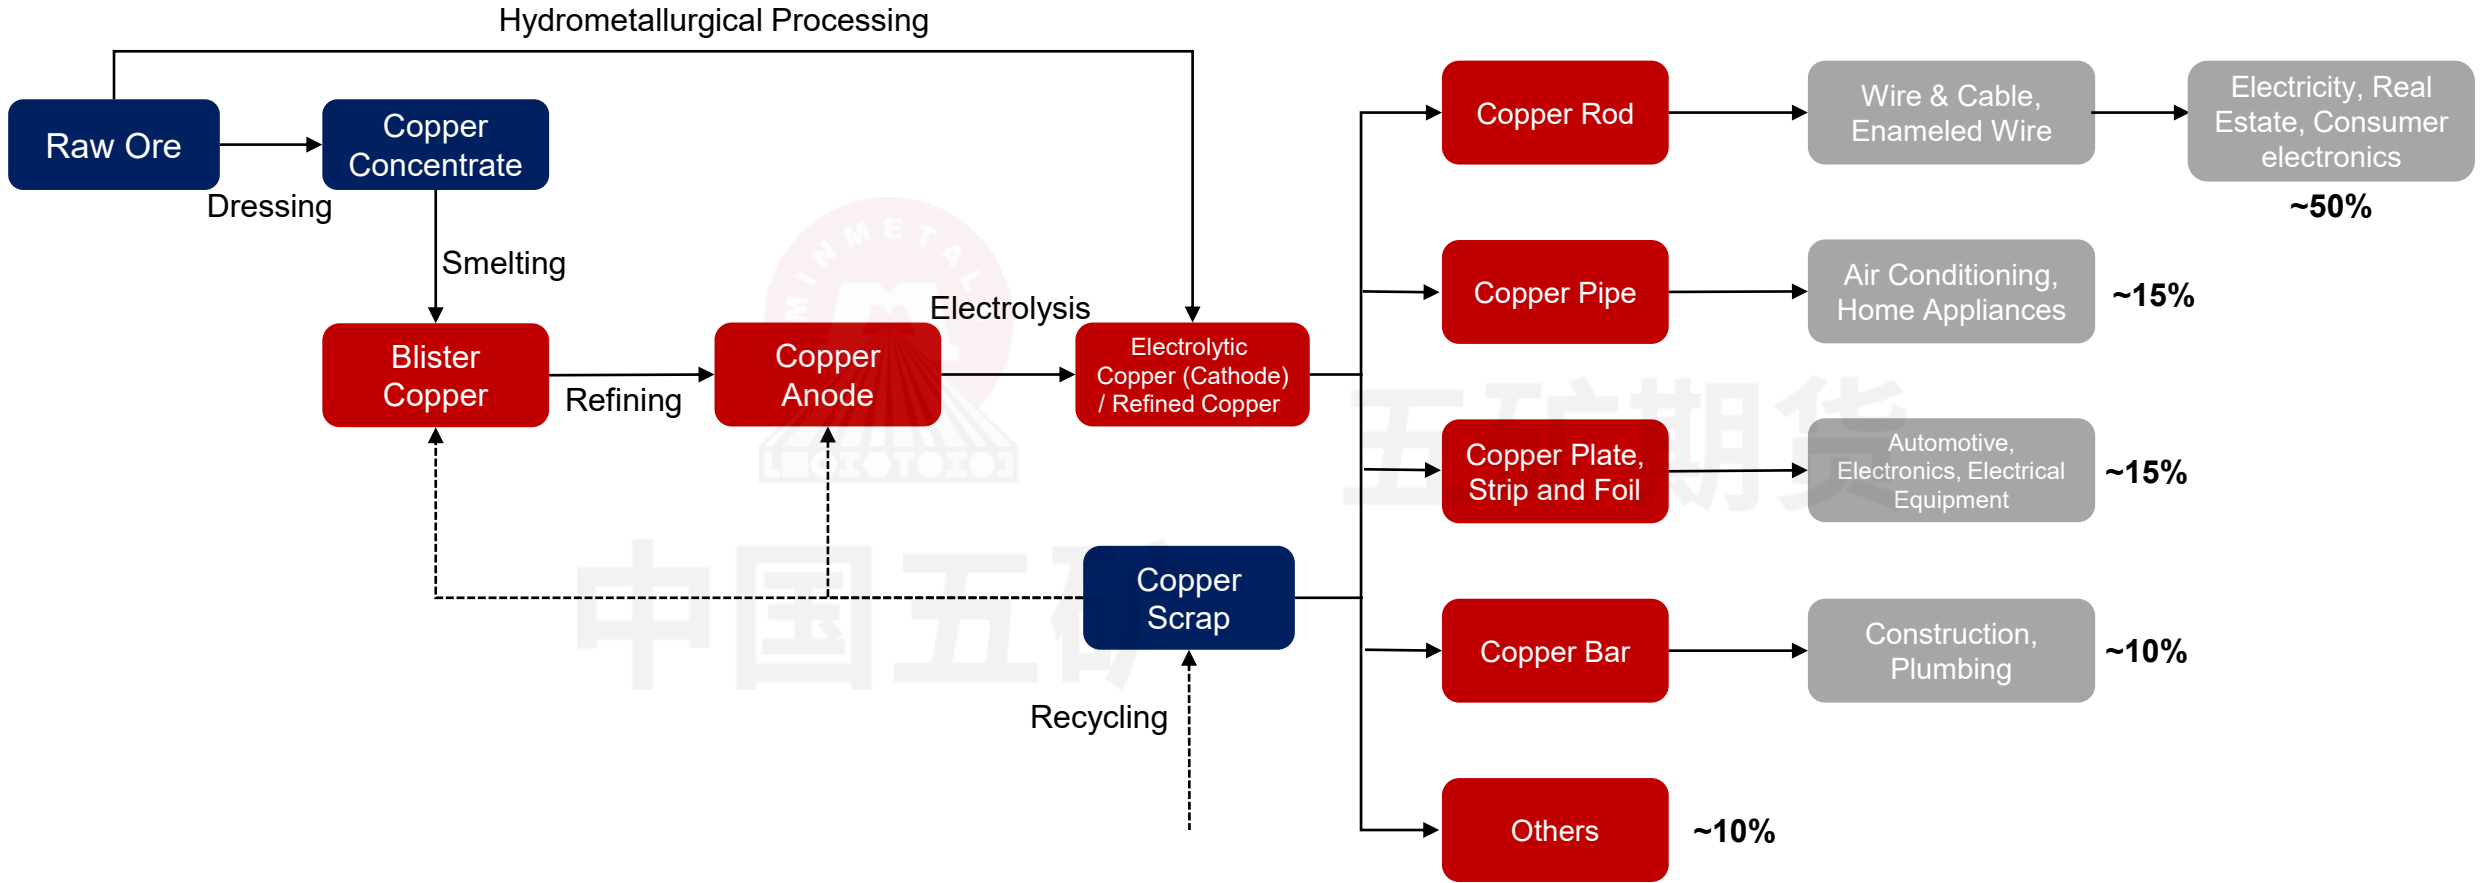 Hydrometallurgical Processing
Raw Ore
Dressing
Copper
Concentrate
Smelting
Blister
Copper
Refining
Copper
Anode
Electrolysis
Electrolytic
Copper (Cathode)
/ Refined Copper
Copper
Scrap
Recycling
Copper Rod
Wire & Cable,
Enameled Wire
Electricity, Real
Estate, Consumer
electronics
~50%
Copper Pipe
Air Conditioning,
Home Appliances
~15%
Copper Plate,
Strip and Foil
Automotive,
Electronics, Electrical
Equipment
~15%
Copper Bar
Construction,
Plumbing
~10%
Others
~10%
MINMETAL
中国五矿
五矿期货